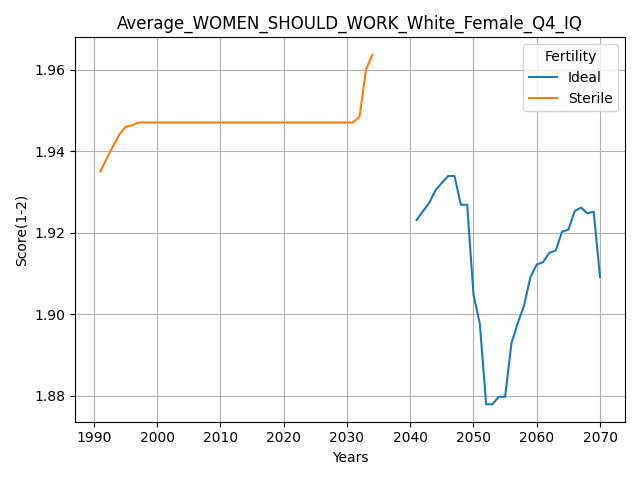 Average_WOMEN_SHOULD_WORK_White_Female_Q4_IQ
Fertility
Ideal
Sterile
Score(1-2)
1.96
1.94
1.92
1.90
1.88
1990 2000 2010 2020 2030 2040 2050 2060 2070
Years